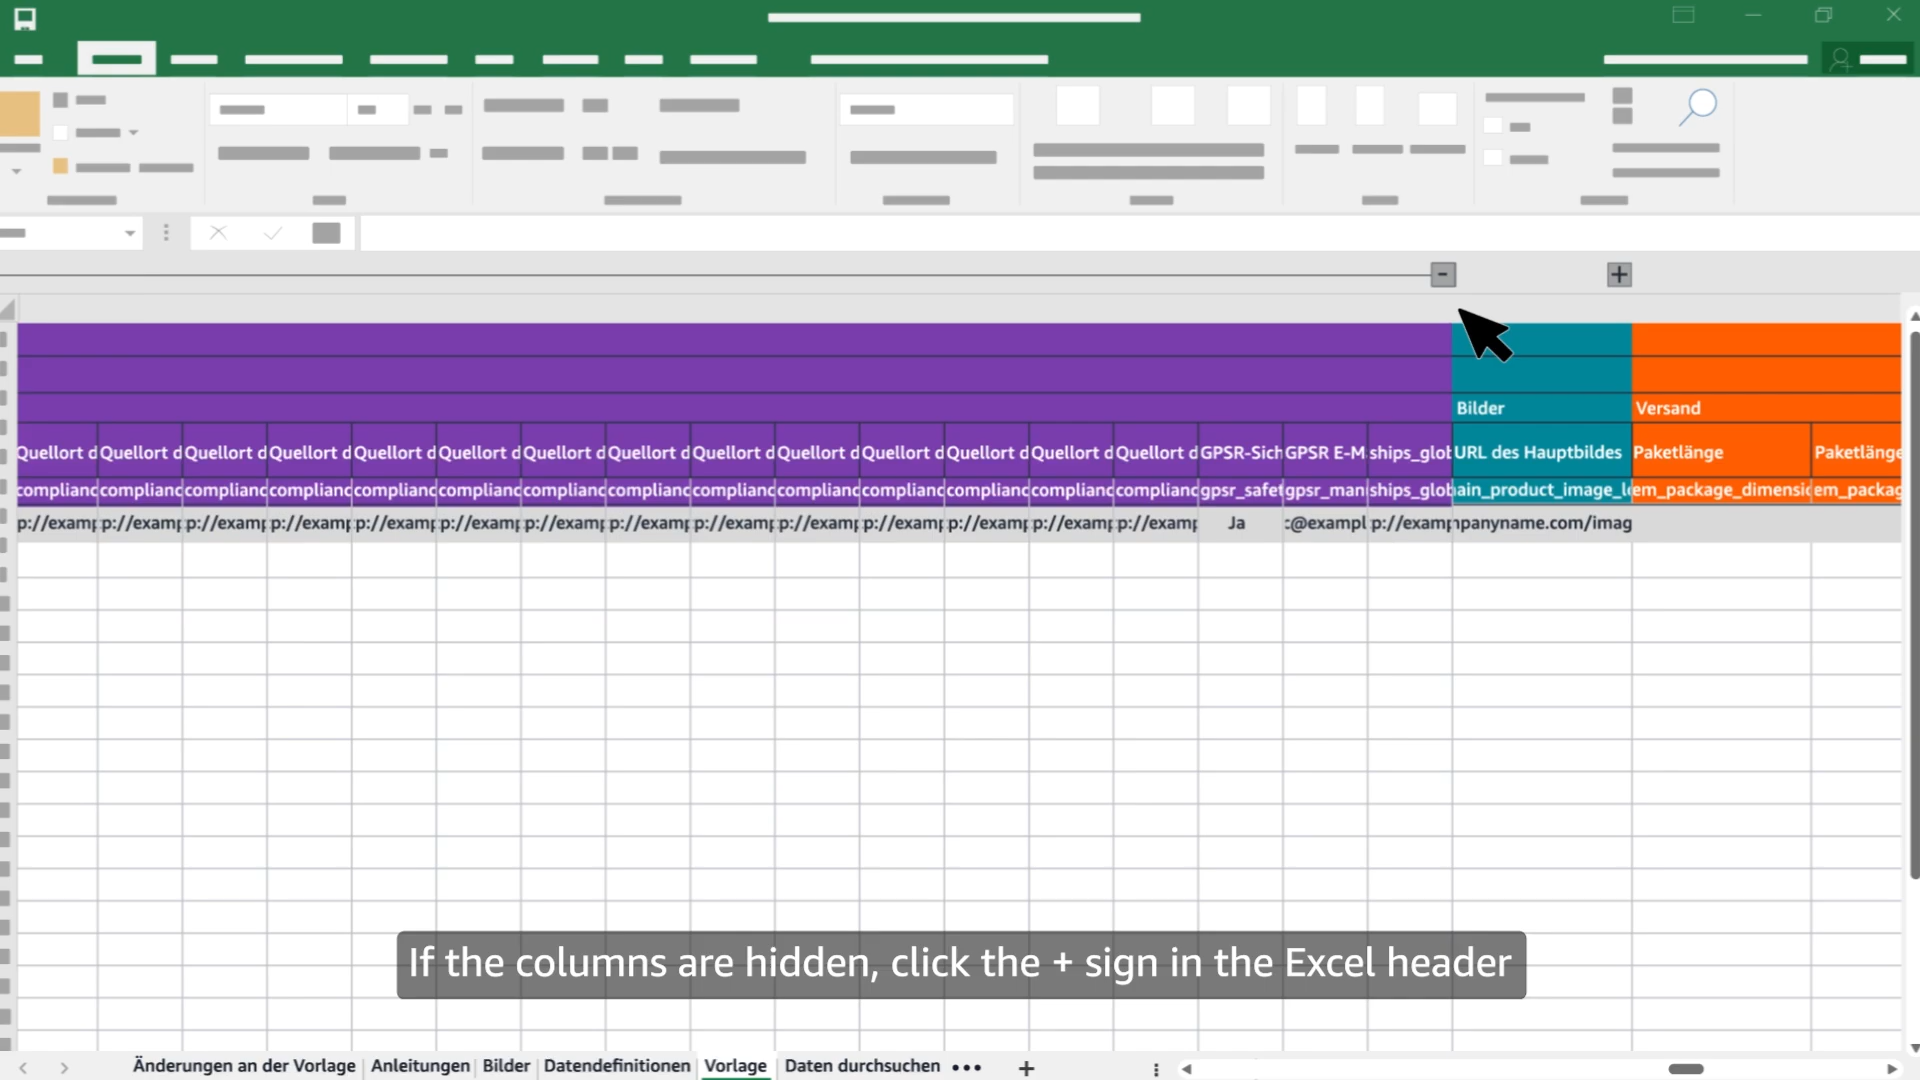 Bilder
Versand
Quellort d Quellort d Quellort d Quellort d Quellort d Quellort d Quellort d Quellort d Quellort d Quellort d Quellort d Quellort d Quellort d Quellort d GPSR-Sich GPSR E-M ships_glob URL des Hauptbildes Paketlänge Paketlänge
complianc complianc complianc complianc complianc complianc complianc complianc complianc complianc complianc complianc complianc complianc gpsr_safet gpsr_man ships_glob ain_product_image_l em_package_dimensi em_packag
p://examp p://examp p://examp p://examp p://examp p://examp p://examp p://examp p://examp p://examp p://examp p://examp p://examp p://examp Ja c@exampl p://examp panyname.com/imag
If the columns are hidden, click the + sign in the Excel header
Änderungen an der Vorlage Anleitungen Bilder Datendefinitionen Vorlage Daten durchsuchen •••